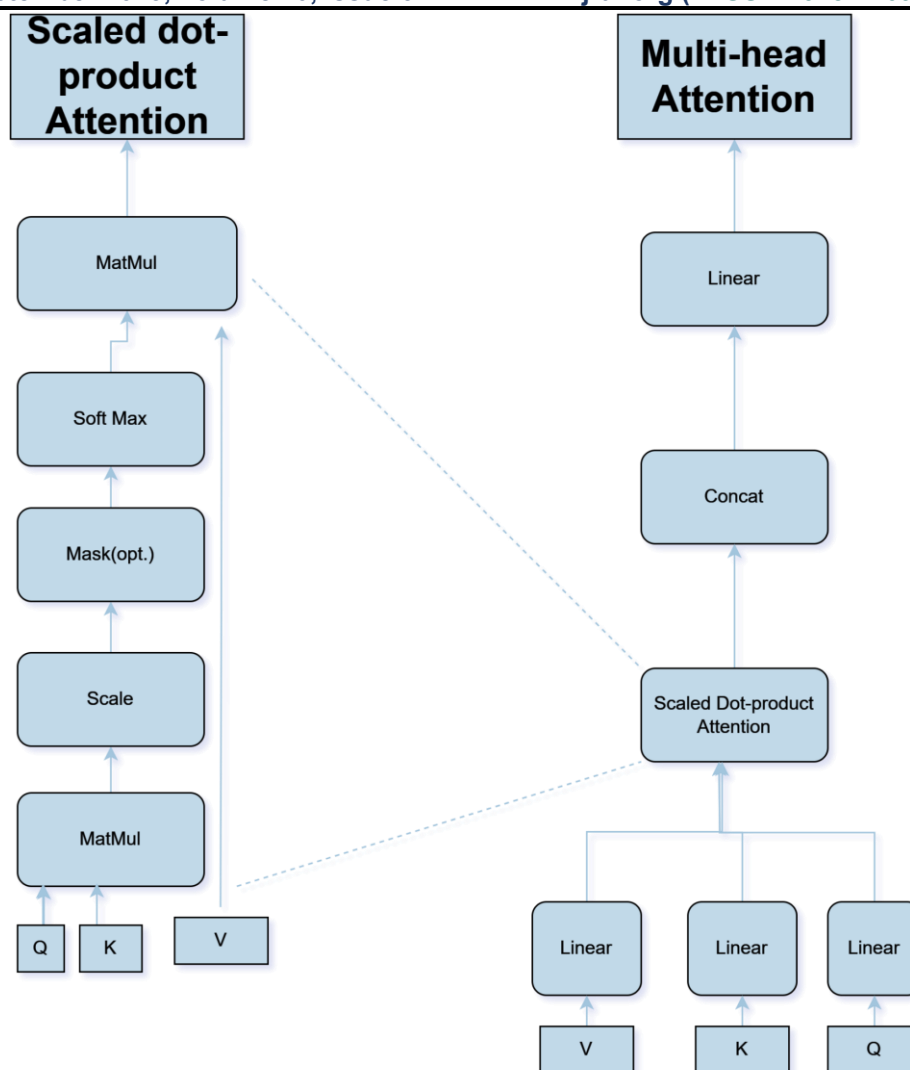 Scaled dot-
product
Attention
Multi-head
Attention
MatMul
Linear
Soft Max
Concat
Mask(opt.)
Scale
Scaled Dot-product
Attention
MatMul
Q
K
V
Linear
Linear
Linear
V
K
Q